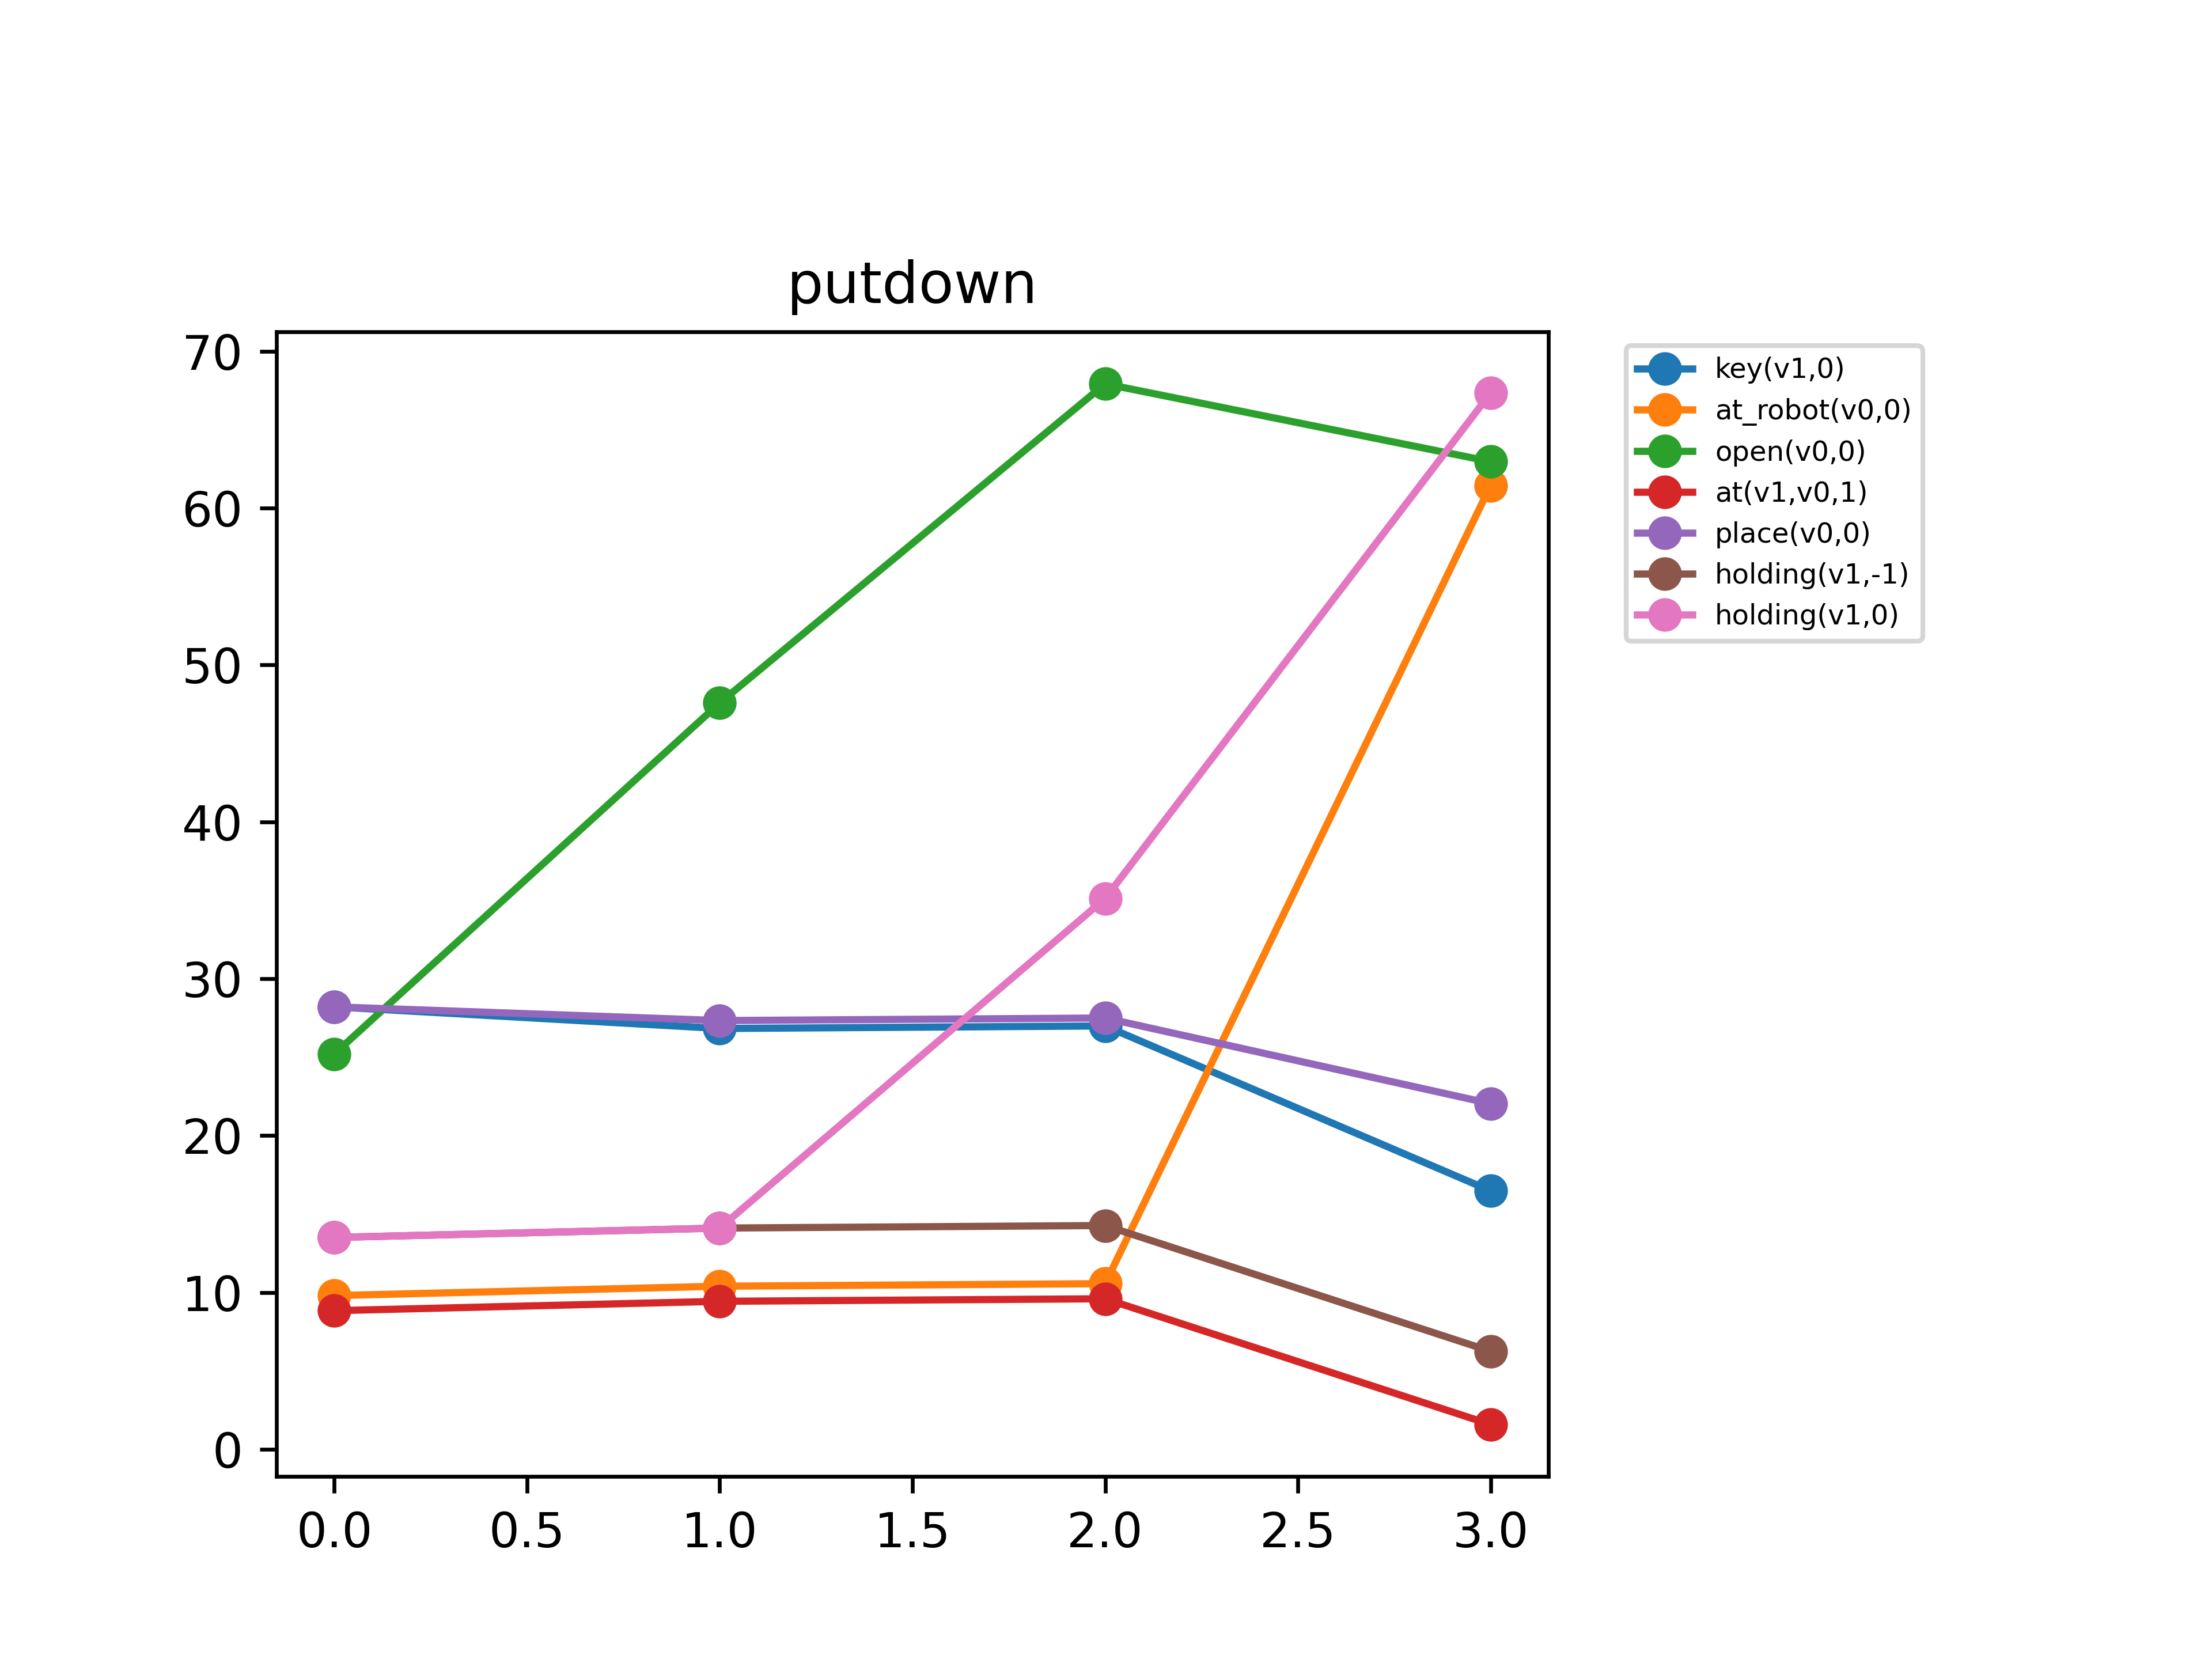 putdown
70
60
50
40
30
20
10
0
0.0 0.5 1.0 1.5 2.0 2.5 3.0
key(v1,0)
at_robot(v0,0)
open(v0,0)
at(v1,v0,1)
place(v0,0)
holding(v1,-1)
holding(v1,0)